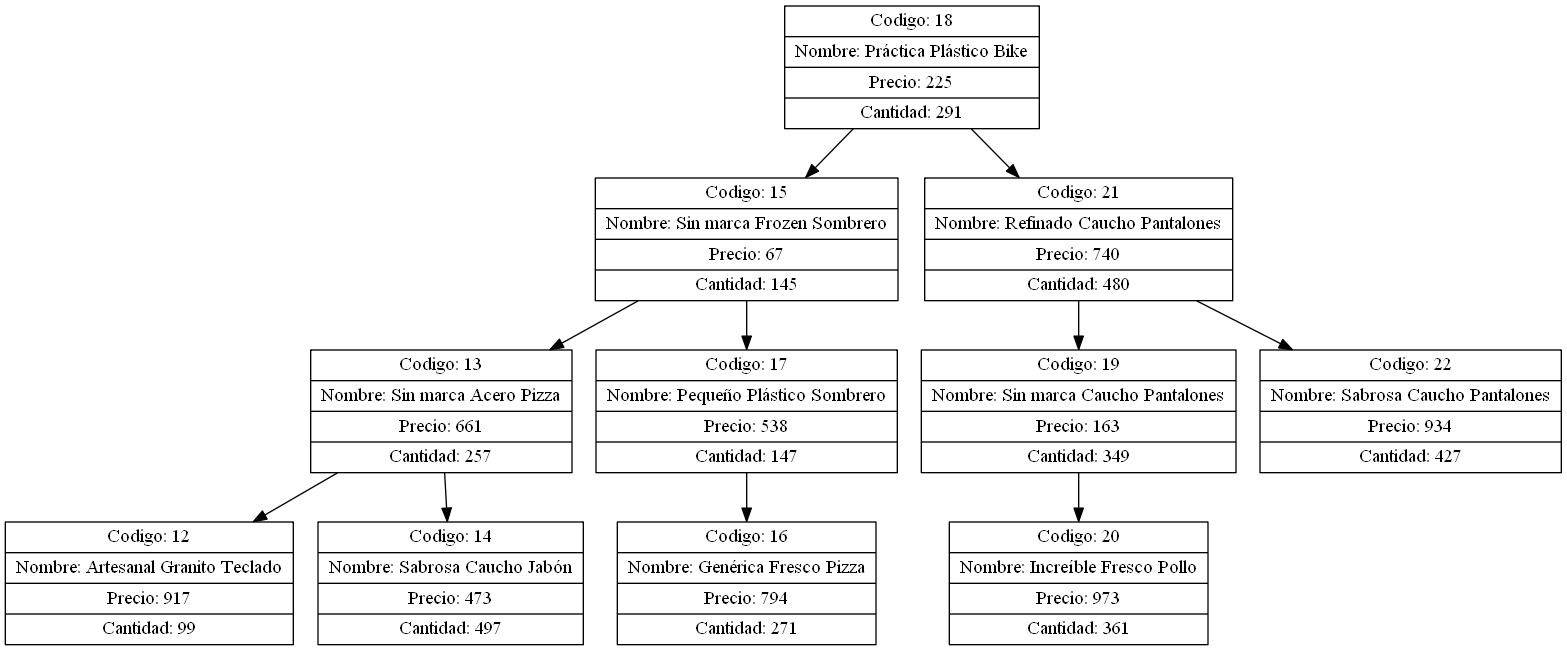 Codigo: 18
Nombre: Práctica Plástico Bike
Precio: 225
Cantidad: 291
Codigo: 15
Nombre: Sin marca Frozen Sombrero
Precio: 67
Cantidad: 145
Codigo: 21
Nombre: Refinado Caucho Pantalones
Precio: 740
Cantidad: 480
Codigo: 13
Nombre: Sin marca Acero Pizza
Precio: 661
Cantidad: 257
Codigo: 17
Nombre: Pequeño Plástico Sombrero
Precio: 538
Cantidad: 147
Codigo: 19
Nombre: Sin marca Caucho Pantalones
Precio: 163
Cantidad: 349
Codigo: 22
Nombre: Sabrosa Caucho Pantalones
Precio: 934
Cantidad: 427
Codigo: 12
Nombre: Artesanal Granito Teclado
Precio: 917
Cantidad: 99
Codigo: 14
Nombre: Sabrosa Caucho Jabón
Precio: 473
Cantidad: 497
Codigo: 16
Nombre: Genérica Fresco Pizza
Precio: 794
Cantidad: 271
Codigo: 20
Nombre: Increíble Fresco Pollo
Precio: 973
Cantidad: 361